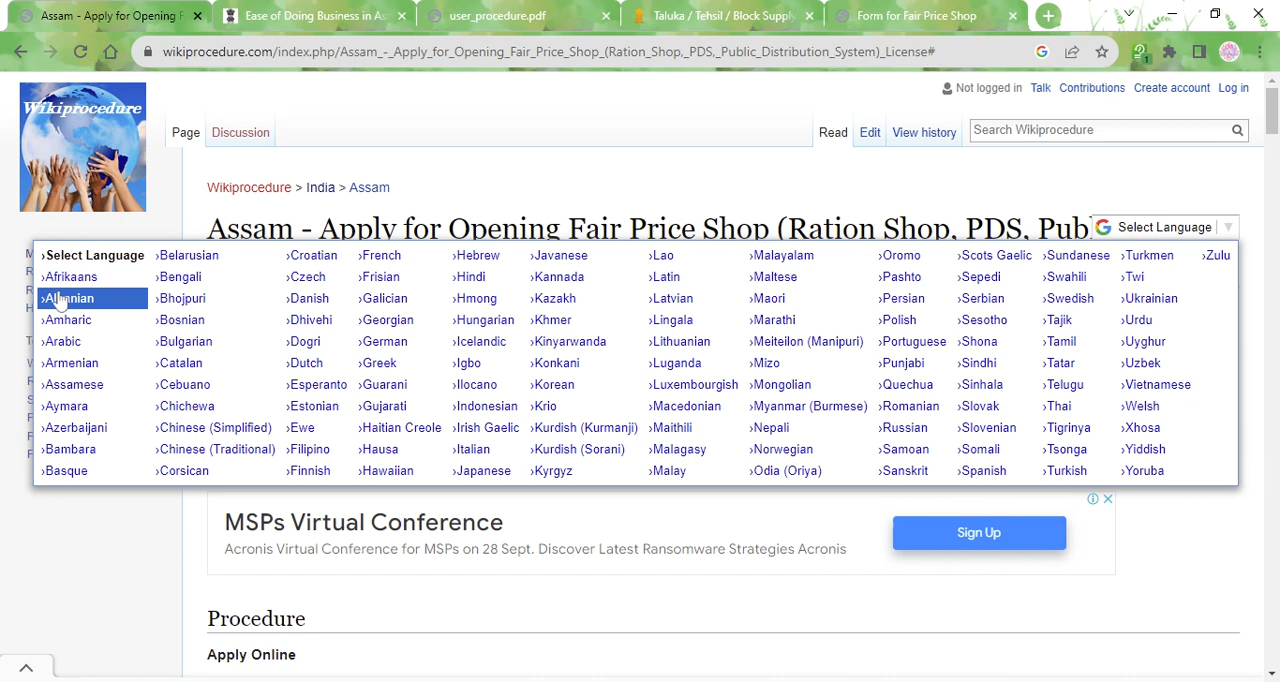 Assam - Apply for Opening F
Ease of Doing Business in As
user_procedure.pdf
Taluka / Tehsil / Block Supply
Form for Fair Price Shop
wikiprocedure.com/index.php/Assam_-_Apply_for_Opening_Fair_Price_Shop_(Ration_Shop,_PDS,_Public_Distribution_System)_License#
Wikiprocedure
Not logged in Talk Contributions Create account Log in
Page Discussion
Read Edit View history Search Wikiprocedure
Wikiprocedure > India > Assam
Assam - Apply for Opening Fair Price Shop (Ration Shop, PDS, Publ
Select Language
›Select Language ›Belarusian ›Croatian ›French ›Hebrew ›Javanese ›Lao ›Malayalam ›Oromo ›Scots Gaelic ›Sundanese ›Turkmen ›Zulu
›Afrikaans ›Bengali ›Czech ›Frisian ›Hindi ›Kannada ›Latin ›Maltese ›Pashto ›Sepedi ›Swahili ›Twi
›Albanian ›Bhojpuri ›Danish ›Galician ›Hmong ›Kazakh ›Latvian ›Maori ›Persian ›Serbian ›Swedish ›Ukrainian
›Amharic ›Bosnian ›Dhivehi ›Georgian ›Hungarian ›Khmer ›Lingala ›Marathi ›Polish ›Sesotho ›Tajik ›Urdu
›Arabic ›Bulgarian ›Dogri ›German ›Icelandic ›Kinyarwanda ›Lithuanian ›Meiteilon (Manipuri) ›Portuguese ›Shona ›Tamil ›Uyghur
›Armenian ›Catalan ›Dutch ›Greek ›Igbo ›Konkani ›Luganda ›Mizo ›Punjabi ›Sindhi ›Tatar ›Uzbek
›Assamese ›Cebuano ›Esperanto ›Guarani ›Ilocano ›Korean ›Luxembourgish ›Mongolian ›Quechua ›Sinhala ›Telugu ›Vietnamese
›Aymara ›Chichewa ›Estonian ›Gujarati ›Indonesian ›Krio ›Macedonian ›Myanmar (Burmese) ›Romanian ›Slovak ›Thai ›Welsh
›Azerbaijani ›Chinese (Simplified) ›Ewe ›Haitian Creole ›Irish Gaelic ›Kurdish (Kurmanji) ›Maithili ›Nepali ›Russian ›Slovenian ›Tigrinya ›Xhosa
›Bambara ›Chinese (Traditional) ›Filipino ›Hausa ›Italian ›Kurdish (Sorani) ›Malagasy ›Norwegian ›Samoan ›Somali ›Tsonga ›Yiddish
›Basque ›Corsican ›Finnish ›Hawaiian ›Japanese ›Kyrgyz ›Malay ›Odia (Oriya) ›Sanskrit ›Spanish ›Turkish ›Yoruba
MSPs Virtual Conference
Acronis Virtual Conference for MSPs on 28 Sept. Discover Latest Ransomware Strategies Acronis
Sign Up
Procedure
Apply Online